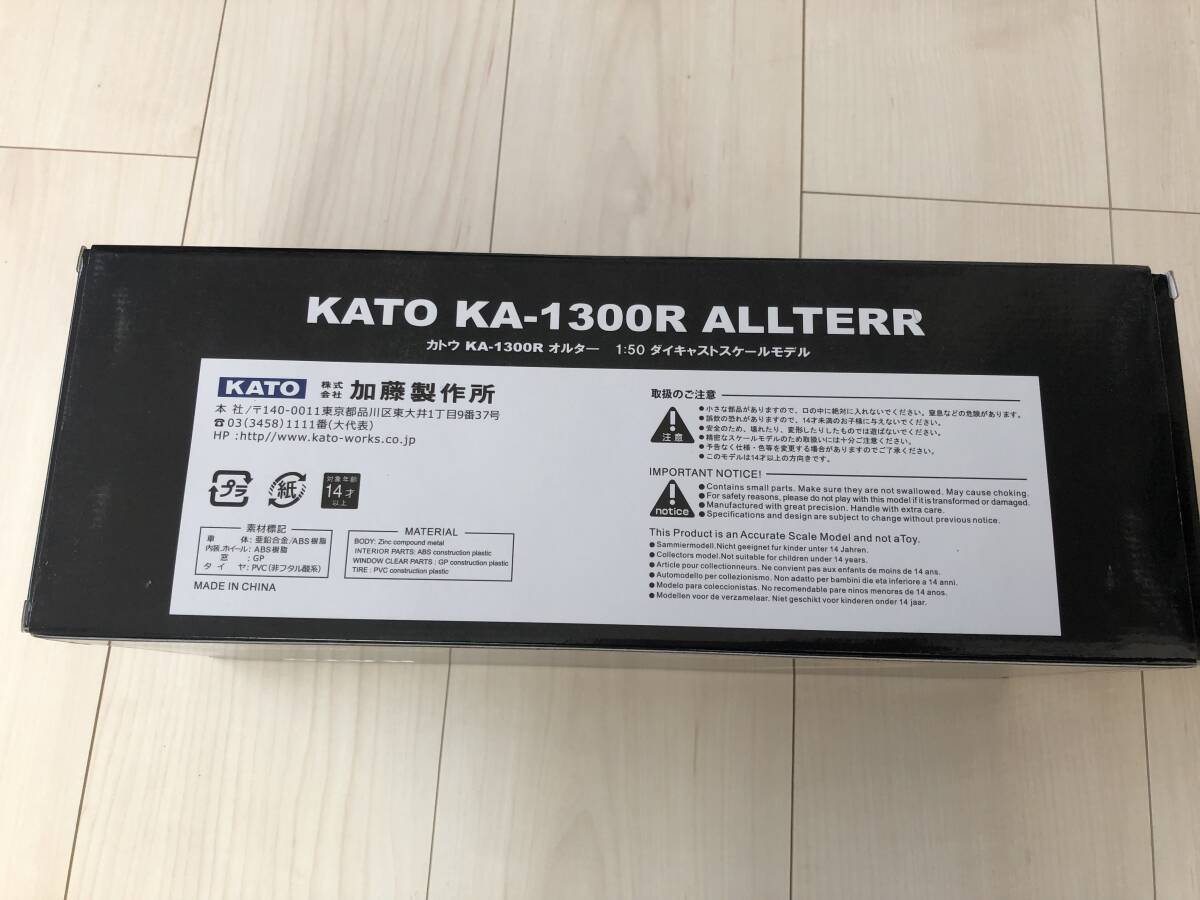 KATO KA-1300R ALLTERR
カトウ KA-1300R オルター 1:50 ダイキャストスケールモデル
KATO 株式会社 加藤製作所
本 社/〒140-0011東京都品川区東大井1丁目9番37号
☎03(3458)1111番(大代表)
HP:http//www.kato-works.co.jp
プラ
紙
対象年齢
14才
以上
素材標記
車 体:亜鉛合金/ABS樹脂
内装,ホイール:ABS樹脂
窓 :GP
タイヤ:PVC(非フタル酸系)
MATERIAL
BODY: Zinc compound metal
INTERIOR PARTS: ABS construction plastic
WINDOW CLEAR PARTS: GP construction plastic
TIRE: PVC construction plastic
MADE IN CHINA
取扱のご注意
注意
●小さな部品がありますので、口の中に絶対に入れないでください。窒息などの危険があります。
●誤飲の恐れがありますので、14才未満のお子様に与えないでください。
●安全のため、壊れたり、変形したりしたものでは遊ばないでください。
●精密なスケールモデルのため取扱いには十分ご注意ください。
●予告なく仕様・色等を変更する場合がありますのでご了承ください。
●このモデルは14才以上の方向きです。
IMPORTANT NOTICE!
notice
●Contains small parts. Make sure they are not swallowed. May cause choking.
●For safety reasons, please do not play with this model if it is transformed or damaged.
●Manufactured with great precision. Handle with extra care.
●Specifications and design are subject to change without previous notice.
This Product is an Accurate Scale Model and not a Toy.
●Sammiermodell.Nicht geeignet fur kinder unter 14 Jahren.
●Collectors model.Not suitable for children under 14 years.
●Article pour collectionneurs. Ne convient pas aux enfants de moins de 14 ans.
●Automodello per collezionismo. Non adatto per bambini die eta inferiore a 14 anni.
●Modelo para coleccionistas. No recomendable pare ninos menores de 14 anos.
●Modellen voor de verzamelaar. Niet geschikt voor kinderen onder 14 jaar.